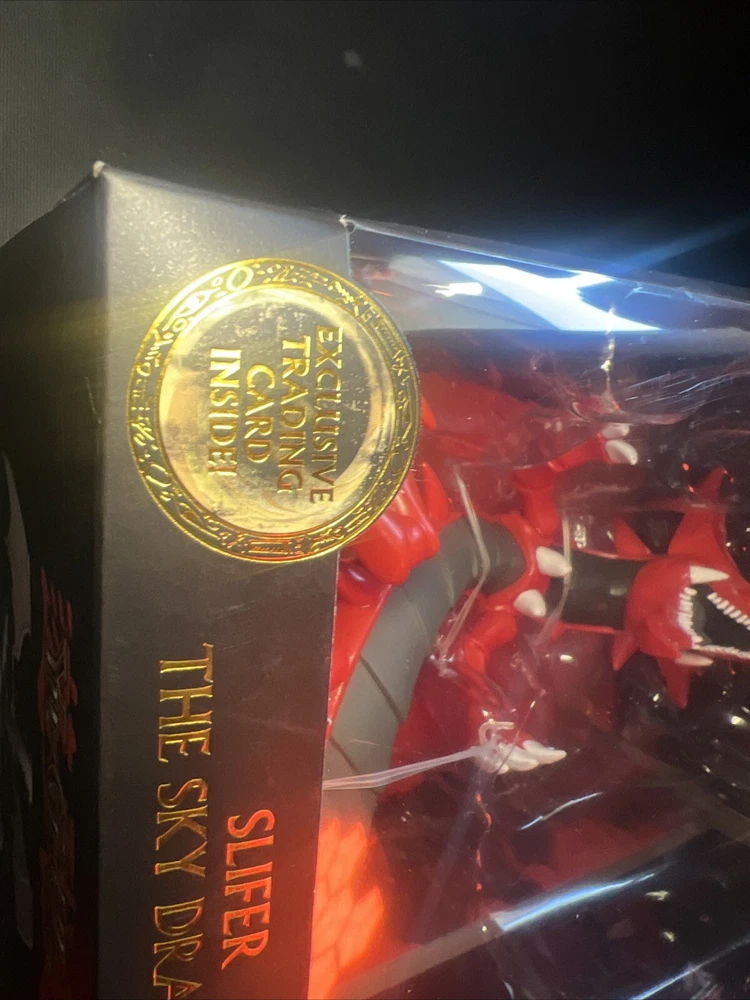 EXCLUSIVE
TRADING
CARD
INSIDE!
SLIFER
THE SKY DRA